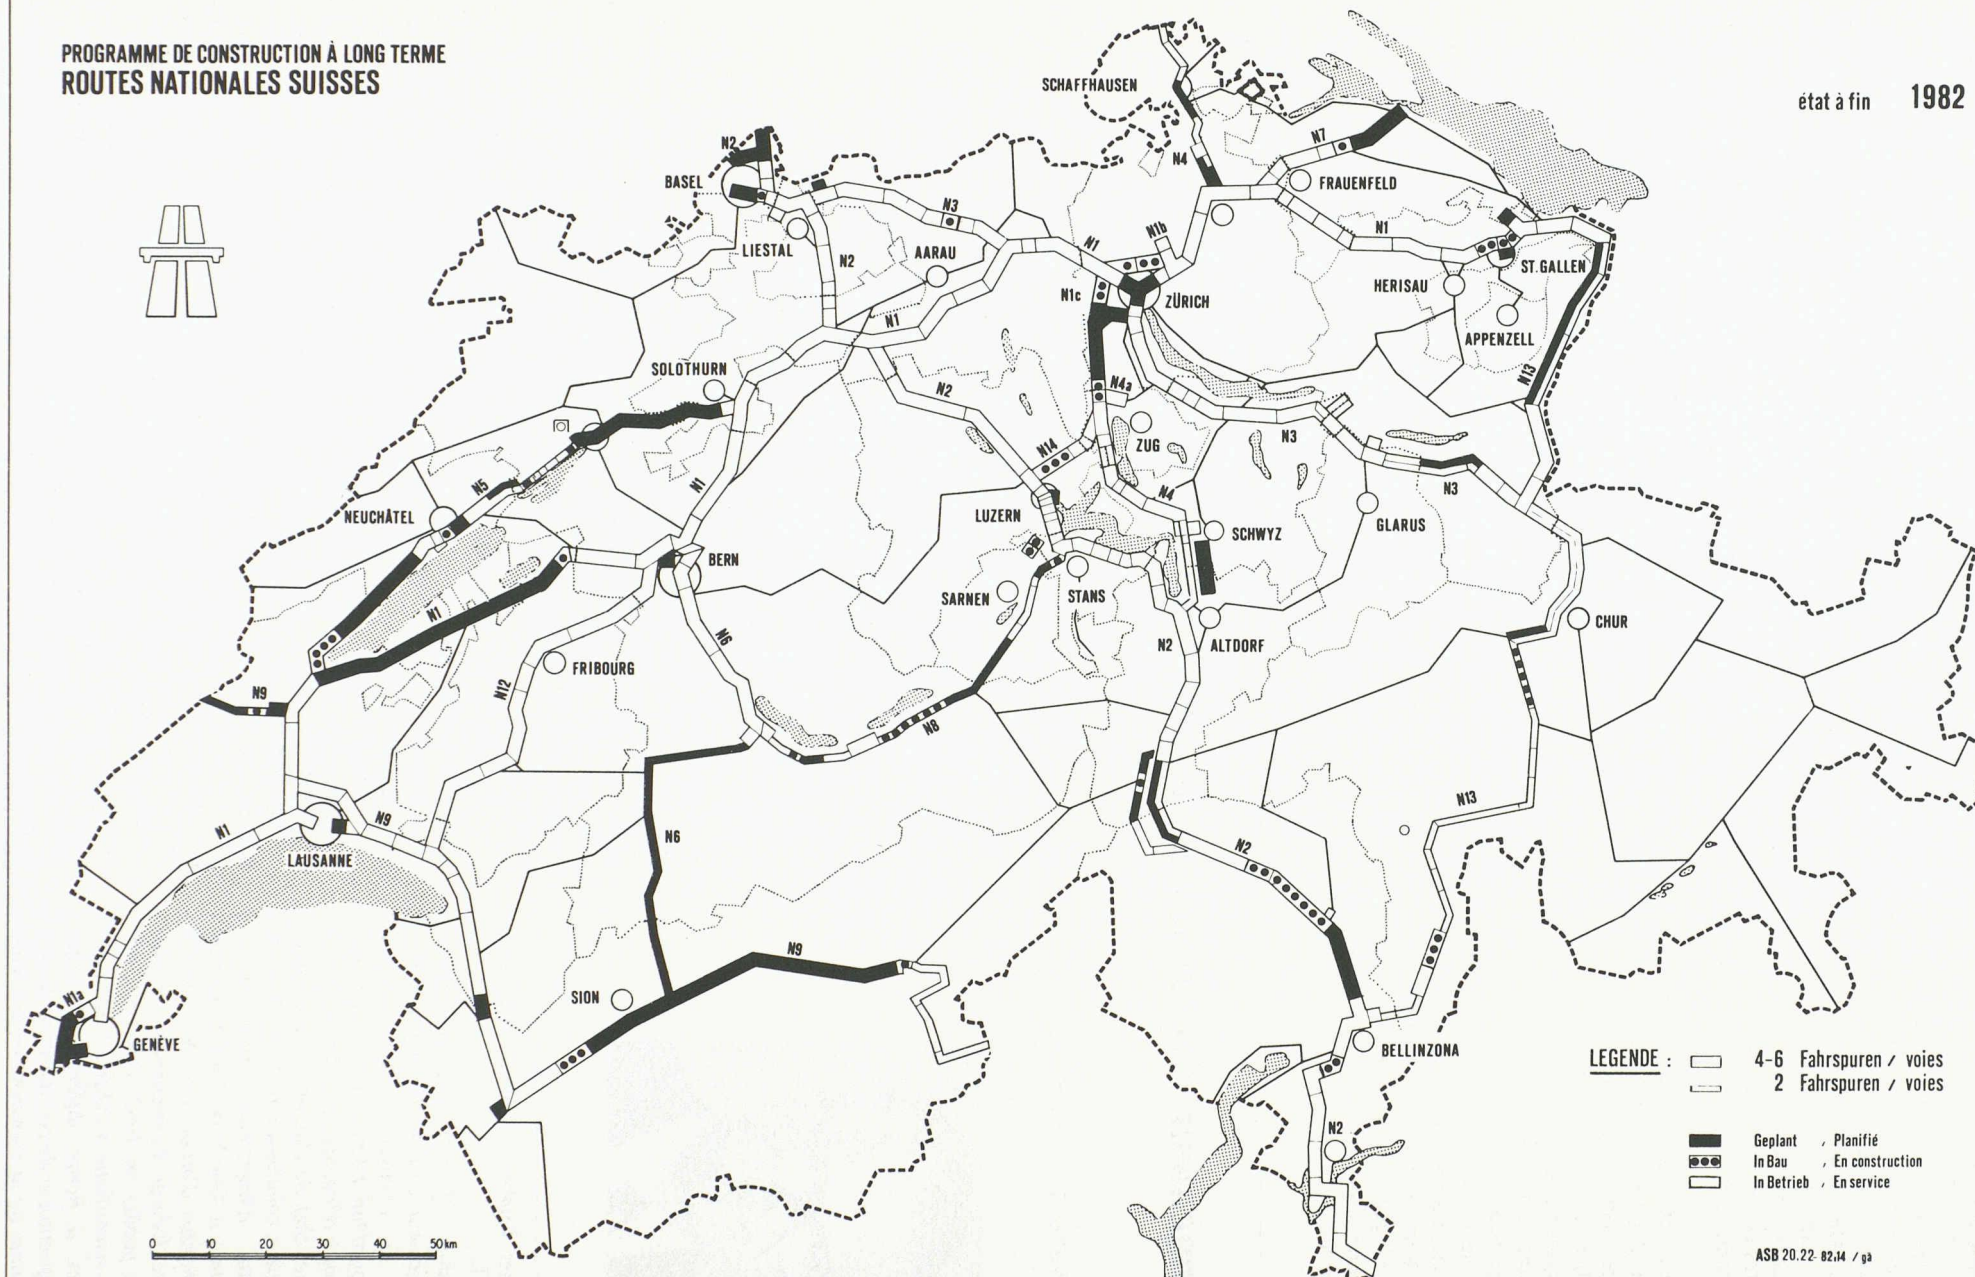 PROGRAMME DE CONSTRUCTION À LONG TERME
ROUTES NATIONALES SUISSES
état à fin 1982
SCHAFFHAUSEN
N2
N4
N7
BASEL
FRAUENFELD
N3
N1b
N1
N1
LIESTAL
N2
AARAU
ST.GALLEN
HERISAU
N1c
ZÜRICH
N1
APPENZELL
SOLOTHURN
N4a
N13
N2
N3
ZUG
N14
N5
N1
N4
N3
NEUCHÂTEL
LUZERN
GLARUS
SCHWYZ
BERN
SARNEN
STANS
N1
CHUR
N6
N2
ALTDORF
FRIBOURG
N12
N9
N8
N13
N1
N9
N6
N2
LAUSANNE
N9
N1a
SION
GENÈVE
BELLINZONA
N2
LEGENDE :
4-6 Fahrspuren / voies
2 Fahrspuren / voies
Geplant , Planifié
In Bau , En construction
In Betrieb , En service
0 10 20 30 40 50 km
ASB 20.22- 82.14 / gà